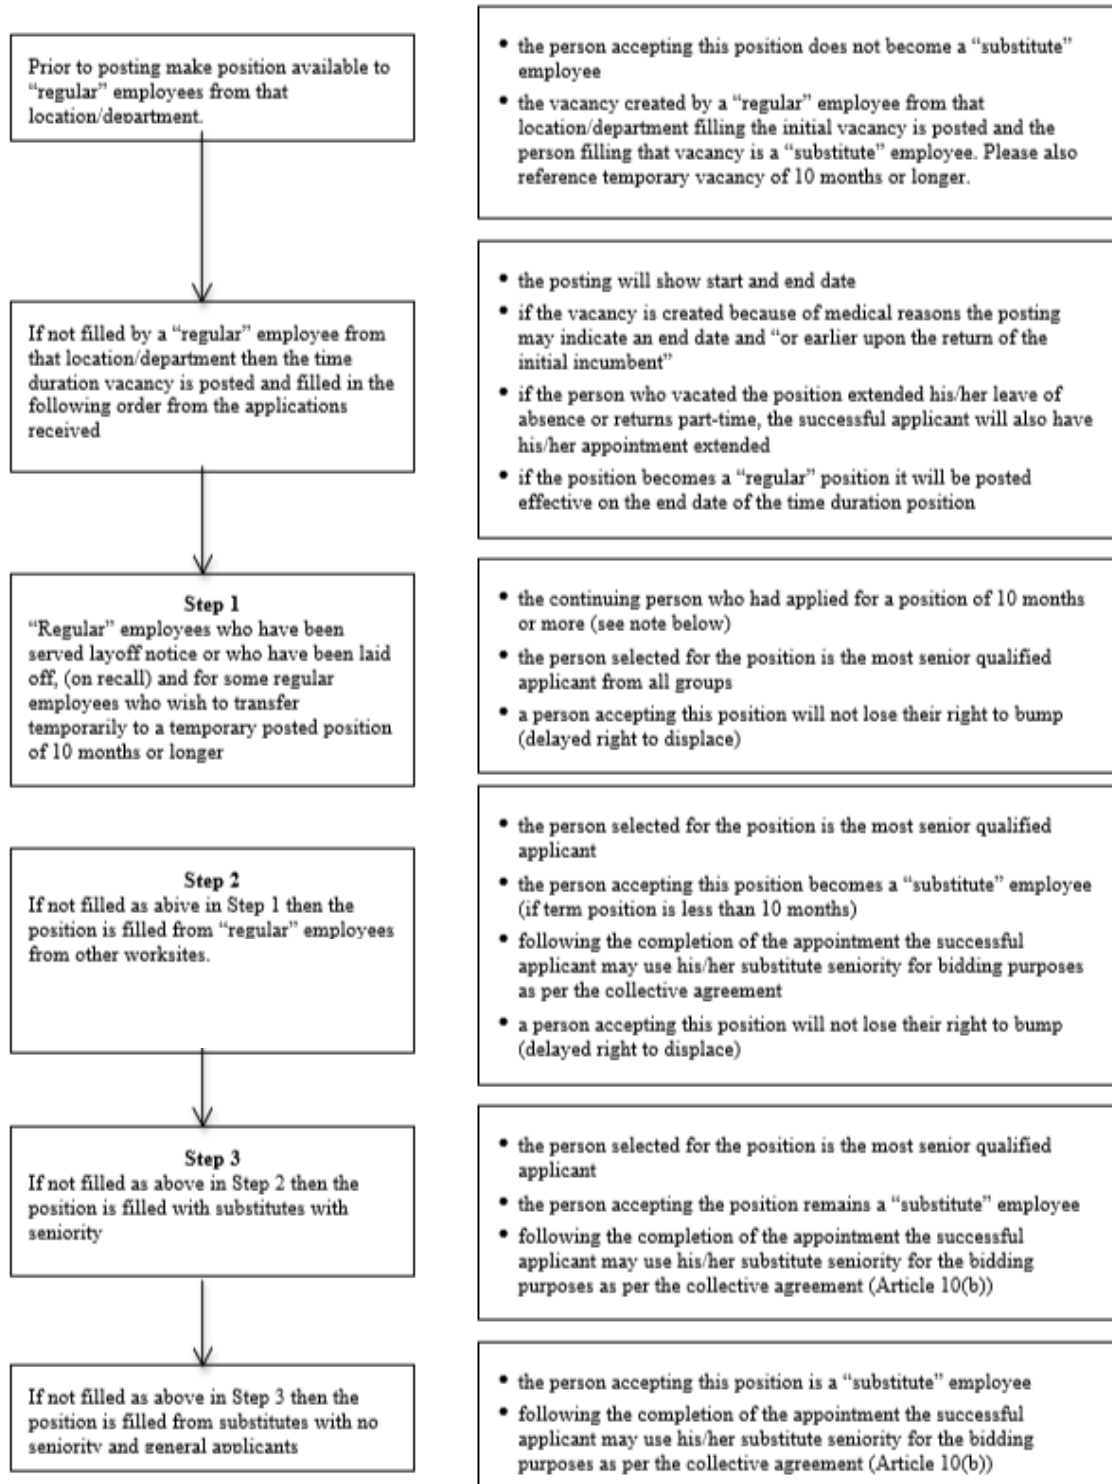 Prior to posting make position available to
“regular” employees from that
location/department.
• the person accepting this position does not become a “substitute”
employee
• the vacancy created by a “regular” employee from that
location/department filling the initial vacancy is posted and the
person filling that vacancy is a “substitute” employee. Please also
reference temporary vacancy of 10 months or longer.
If not filled by a “regular” employee from
that location/department then the time
duration vacancy is posted and filled in the
following order from the applications
received
• the posting will show start and end date
• if the vacancy is created because of medical reasons the posting
may indicate an end date and “or earlier upon the return of the
initial incumbent”
• if the person who vacated the position extended his/her leave of
absence or returns part-time, the successful applicant will also have
his/her appointment extended
• if the position becomes a “regular” position it will be posted
effective on the end date of the time duration position
Step 1
“Regular” employees who have been
served layoff notice or who have been laid
off, (on recall) and for some regular
employees who wish to transfer
temporarily to a temporary posted position
of 10 months or longer
• the continuing person who had applied for a position of 10 months
or more (see note below)
• the person selected for the position is the most senior qualified
applicant from all groups
• a person accepting this position will not lose their right to bump
(delayed right to displace)
Step 2
If not filled as abive in Step 1 then the
position is filled from “regular” employees
from other worksites.
• the person selected for the position is the most senior qualified
applicant
• the person accepting this position becomes a “substitute” employee
(if term position is less than 10 months)
• following the completion of the appointment the successful
applicant may use his/her substitute seniority for bidding purposes
as per the collective agreement
• a person accepting this position will not lose their right to bump
(delayed right to displace)
Step 3
If not filled as above in Step 2 then the
position is filled with substitutes with
seniority
• the person selected for the position is the most senior qualified
applicant
• the person accepting the position remains a “substitute” employee
• following the completion of the appointment the successful
applicant may use his/her substitute seniority for the bidding
purposes as per the collective agreement (Article 10(b))
If not filled as above in Step 3 then the
position is filled from substitutes with no
seniority and general applicants
• the person accepting this position is a “substitute” employee
• following the completion of the appointment the successful
applicant may use his/her substitute seniority for the bidding
purposes as per the collective agreement (Article 10(b))